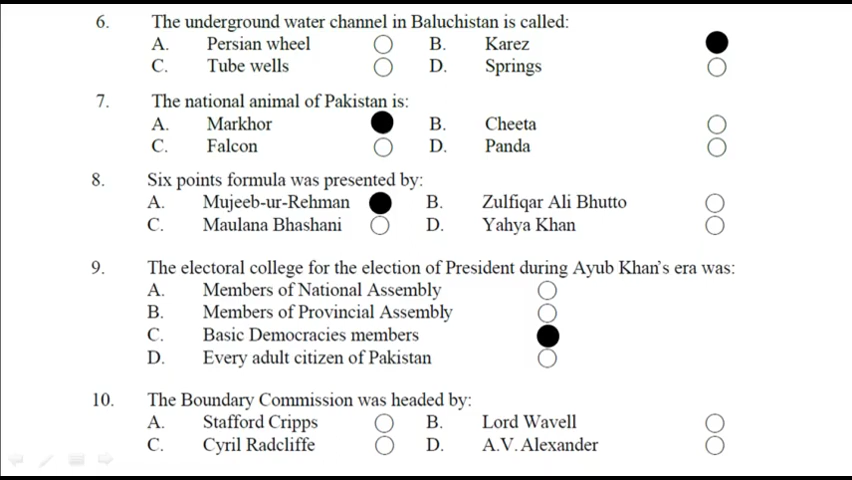 6. The underground water channel in Baluchistan is called:
A. Persian wheel B. Karez
C. Tube wells D. Springs
7. The national animal of Pakistan is:
A. Markhor B. Cheeta
C. Falcon D. Panda
8. Six points formula was presented by:
A. Mujeeb-ur-Rehman B. Zulfiqar Ali Bhutto
C. Maulana Bhashani D. Yahya Khan
9. The electoral college for the election of President during Ayub Khan's era was:
A. Members of National Assembly
B. Members of Provincial Assembly
C. Basic Democracies members
D. Every adult citizen of Pakistan
10. The Boundary Commission was headed by:
A. Stafford Cripps B. Lord Wavell
C. Cyril Radcliffe D. A.V. Alexander